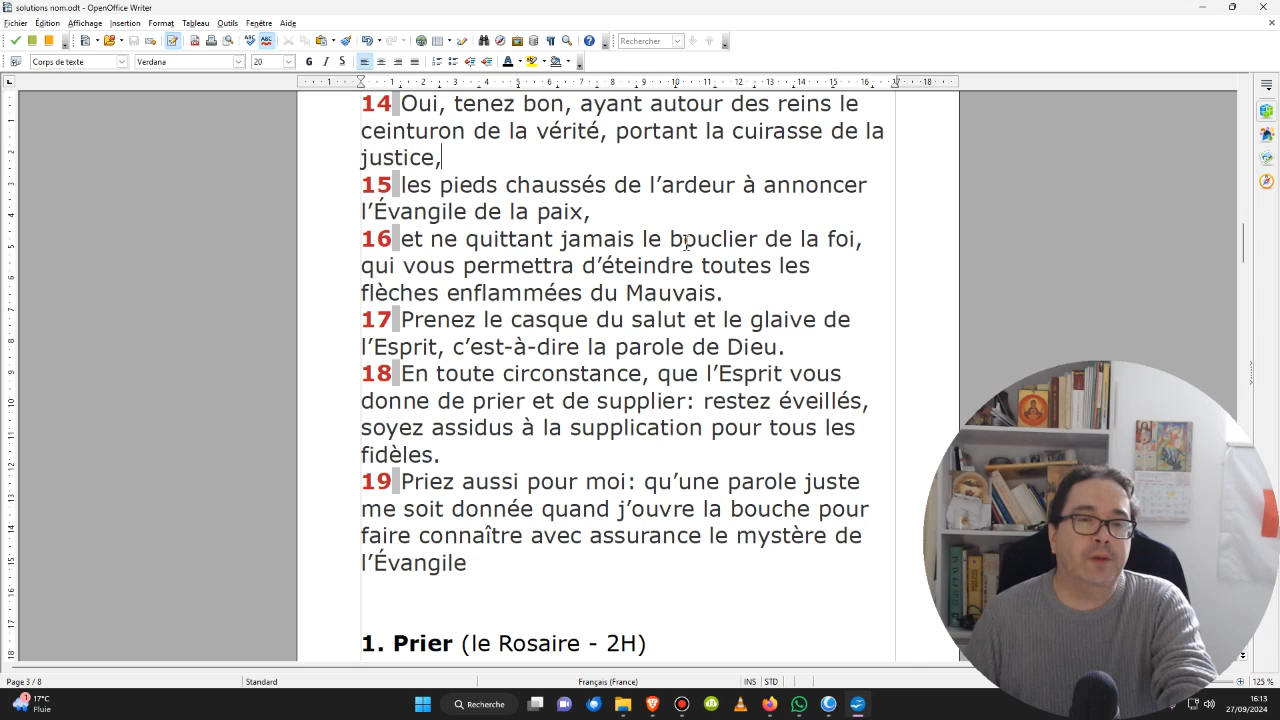 solutions nom.odt - OpenOffice Writer
Fichier Édition Affichage Insertion Format Tableau Outils Fenêtre Aide
Rechercher
Corps de texte Verdana 20
14 Oui, tenez bon, ayant autour des reins le
ceinturon de la vérité, portant la cuirasse de la
justice,
15 les pieds chaussés de l’ardeur à annoncer
l’Évangile de la paix,
16 et ne quittant jamais le bouclier de la foi,
qui vous permettra d’éteindre toutes les
flèches enflammées du Mauvais.
17 Prenez le casque du salut et le glaive de
l’Esprit, c’est-à-dire la parole de Dieu.
18 En toute circonstance, que l’Esprit vous
donne de prier et de supplier: restez éveillés,
soyez assidus à la supplication pour tous les
fidèles.
19 Priez aussi pour moi: qu’une parole juste
me soit donnée quand j’ouvre la bouche pour
faire connaître avec assurance le mystère de
l’Évangile
1. Prier (le Rosaire - 2H)
Page 3 / 8 Standard Français (France) INS STD 125 %
17°C
Pluie
Recherche
16:13
27/09/2024